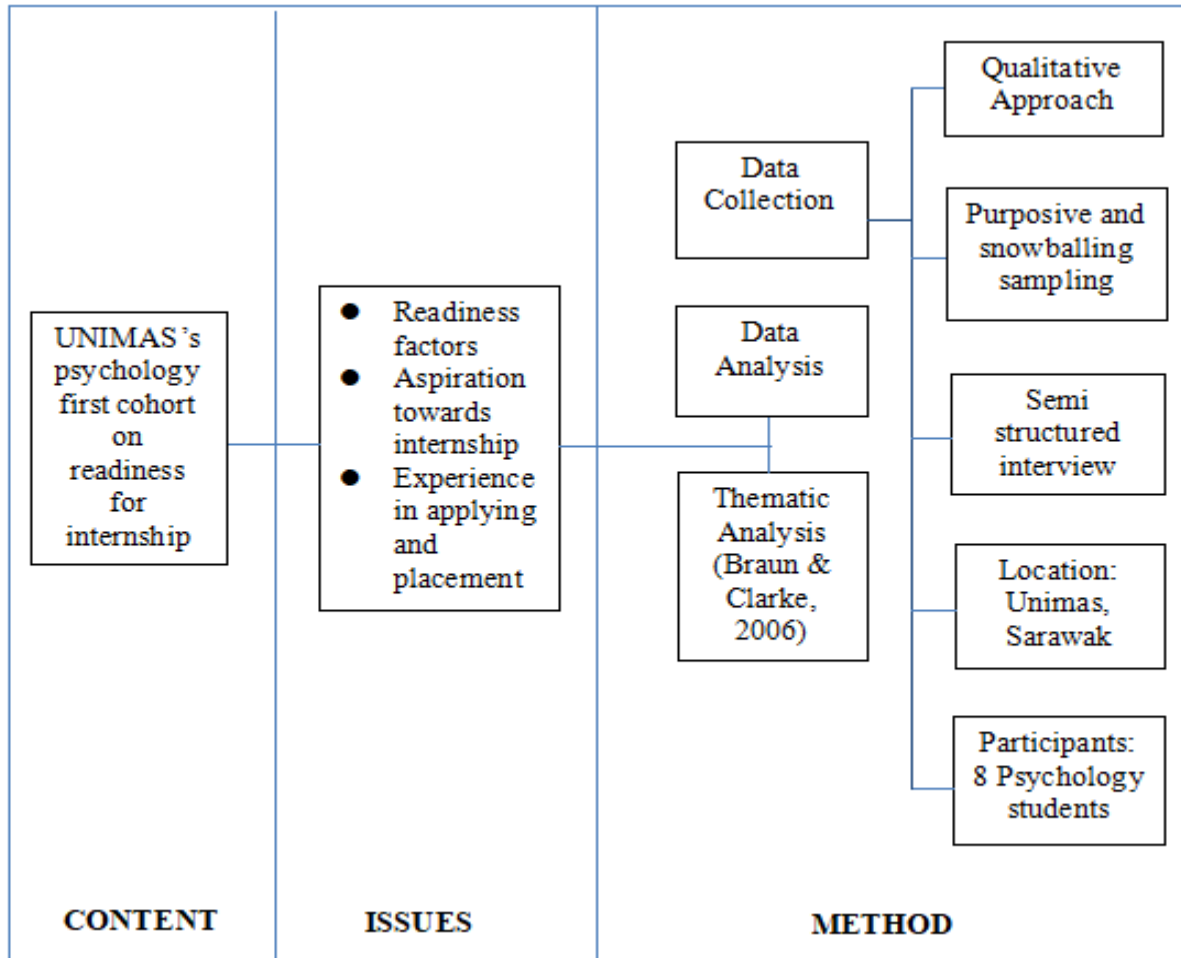 UNIMAS’s
psychology
first cohort
on
readiness
for
internship
● Readiness
factors
● Aspiration
towards
internship
● Experience
in applying
and
placement
Data
Collection
Data
Analysis
Thematic
Analysis
(Braun &
Clarke,
2006)
Qualitative
Approach
Purposive and
snowballing
sampling
Semi
structured
interview
Location:
Unimas,
Sarawak
Participants:
8 Psychology
students
CONTENT
ISSUES
METHOD